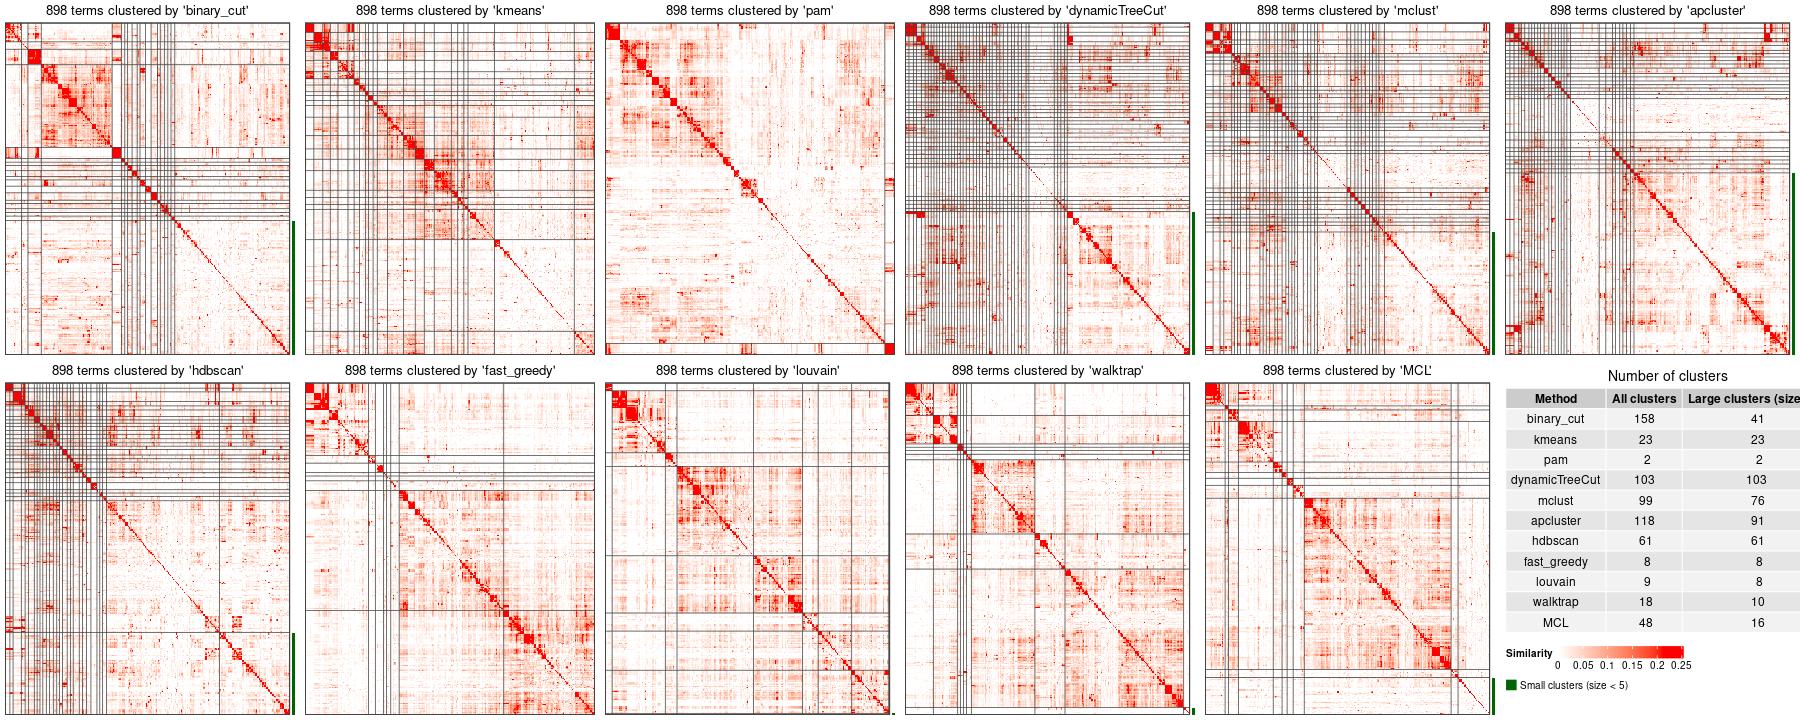 898 terms clustered by 'binary_cut'
898 terms clustered by 'kmeans'
898 terms clustered by 'pam'
898 terms clustered by 'dynamicTreeCut'
898 terms clustered by 'mclust'
898 terms clustered by 'apcluster'
898 terms clustered by 'hdbscan'
898 terms clustered by 'fast_greedy'
898 terms clustered by 'louvain'
898 terms clustered by 'walktrap'
898 terms clustered by 'MCL'
Number of clusters
Method All clusters Large clusters (size
binary_cut 158 41
kmeans 23 23
pam 2 2
dynamicTreeCut 103 103
mclust 99 76
apcluster 118 91
hdbscan 61 61
fast_greedy 8 8
louvain 9 8
walktrap 18 10
MCL 48 16
Similarity
0 0.05 0.1 0.15 0.2 0.25
Small clusters (size < 5)